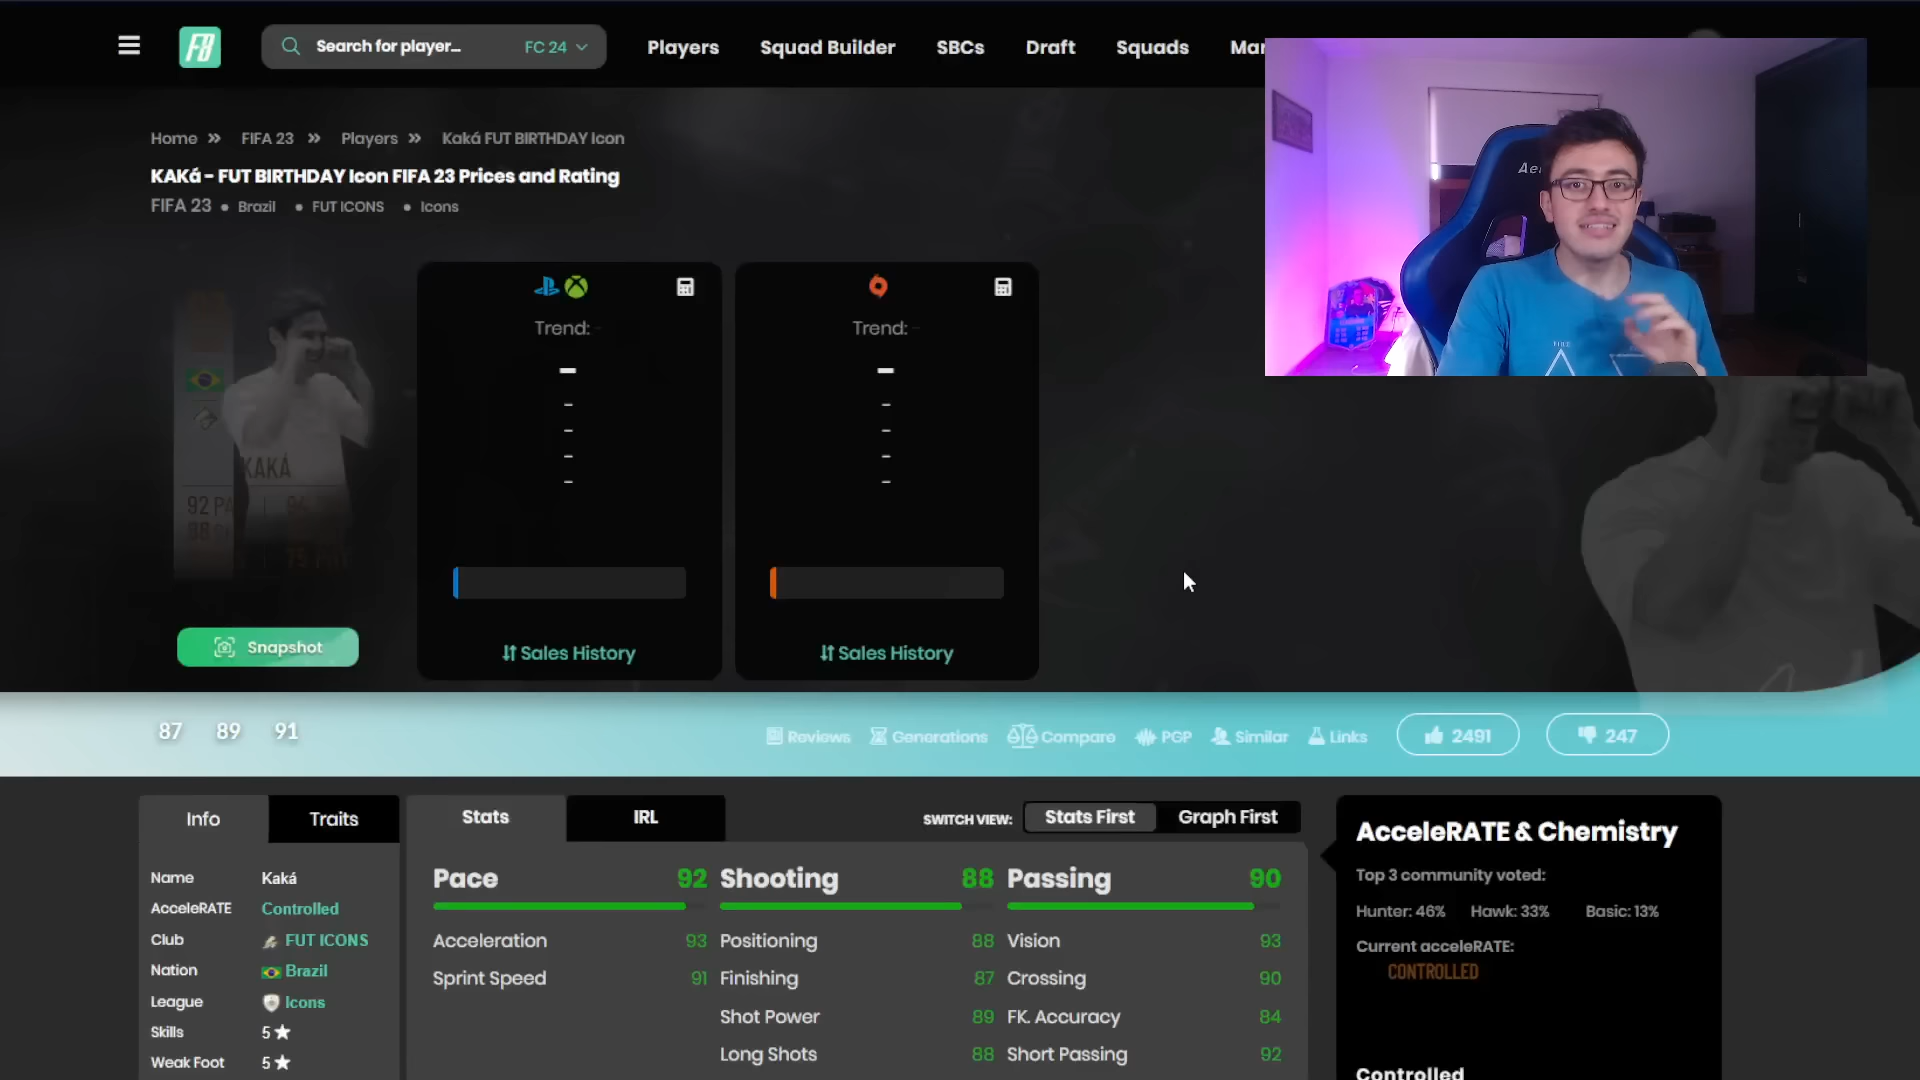 F8 Search for player... FC 24 Players Squad Builder SBCs Draft Squads Mar
Home » FIFA 23 » Players » Kaká FUT BIRTHDAY Icon
KAKá - FUT BIRTHDAY Icon FIFA 23 Prices and Rating
FIFA 23 • Brazil • FUT ICONS • Icons
Trend: -
Trend: -
KAKÁ
92 PA
88
Snapshot
Sales History
Sales History
87 89 91
Reviews Generations Compare PGP Similar Links 2491 247
Info Traits
Name Kaká
AcceleRATE Controlled
Club FUT ICONS
Nation Brazil
League Icons
Skills 5 ★
Weak Foot 5 ★
Stats IRL
SWITCH VIEW: Stats First Graph First
Pace 92
Acceleration 93
Sprint Speed 91
Shooting 88
Positioning 88
Finishing 87
Shot Power 89
Long Shots 88
Passing 90
Vision 93
Crossing 90
FK. Accuracy 84
Short Passing 92
AcceleRATE & Chemistry
Top 3 community voted:
Hunter: 46% Hawk: 33% Basic: 13%
Current acceleRATE:
CONTROLLED
Controlled